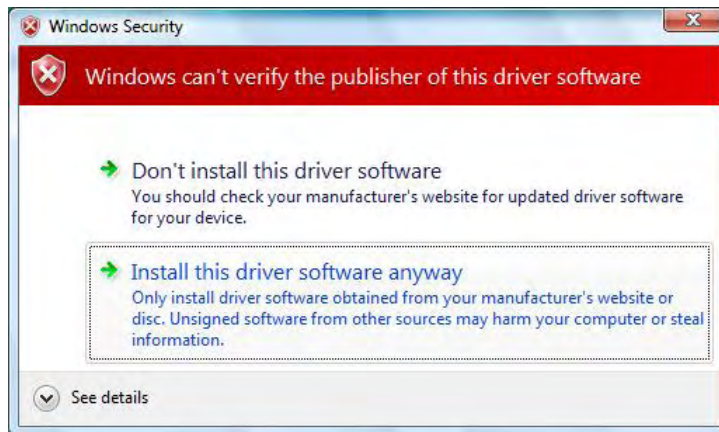 Windows Security
Windows can't verify the publisher of this driver software
Don't install this driver software
You should check your manufacturer's website for updated driver software
for your device.
Install this driver software anyway
Only install driver software obtained from your manufacturer's website or
disc. Unsigned software from other sources may harm your computer or steal
information.
See details